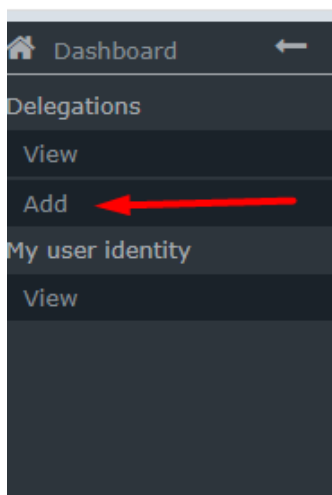 Dashboard
Delegations
View
Add
My user identity
View